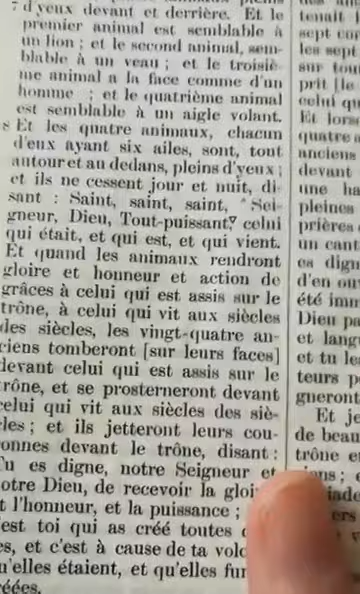 7 d'yeux devant et derrière. Et le
premier animal est semblable à
un lion ; et le second animal, sem-
blable à un veau ; et le troisiè-
me animal a la face comme d'un
homme ; et le quatrième animal
est semblable à un aigle volant.
8 Et les quatre animaux, chacun
d'eux ayant six ailes, sont, tout
autour et au dedans, pleins d'yeux ;
et ils ne cessent jour et nuit, di-
sant : Saint, saint, saint, * Sei-
gneur, Dieu, Tout-puissant, celui
qui était, et qui est, et qui vient.
Et quand les animaux rendront
gloire et honneur et action de
grâces à celui qui est assis sur le
trône, à celui qui vit aux siècles
des siècles, les vingt-quatre an-
ciens tomberont [sur leurs faces]
devant celui qui est assis sur le
rône, et se prosterneront devant
celui qui vit aux siècles des siè-
cles ; et ils jetteront leurs cou-
onnes devant le trône, disant :
Tu es digne, notre Seigneur et
otre Dieu, de recevoir la gloi
t l'honneur, et la puissance ;
est toi qui as créé toutes
es, et c'est à cause de ta volo
u'elles étaient, et qu'elles fur
réées.
tenait
sept cor
les sept
sur tou
prit [le
celui q
Et lors
quatre a
anciens
devant
une ha
pleines
prières
un cant
es dign
d'en ou
été imm
Dieu pa
et langu
et tu le
teurs p
gneront
Et je
de beau
trône et